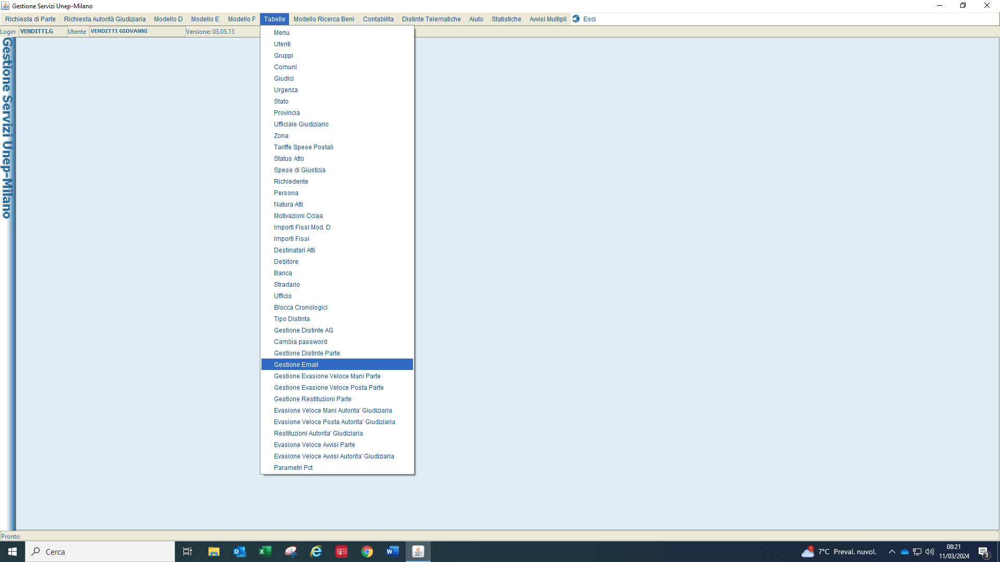 Gestione Servizi Unep-Milano
Richiesta di Parte Richiesta Autorità Giudiziaria Modello D Modello E Modello F Tabelle Modello Ricerca Beni Contabilita Distinte Telematiche Aiuto Statistiche Avvisi Multipli Esci
Login VENDITTI.G Utente VENDITTI GIOVANNI Versione: 03.05.13
Gestione Servizi Unep-Milano
Menu
Utenti
Gruppi
Comuni
Giudici
Urgenza
Stato
Provincia
Ufficiale Giudiziario
Zona
Tariffe Spese Postali
Status Atto
Spese di Giustizia
Richiedente
Persona
Natura Atti
Motivazioni Cciaa
Importi Fissi Mod. D
Importi Fissi
Destinatari Atti
Debitore
Banca
Stradario
Ufficio
Blocca Cronologici
Tipo Distinta
Gestione Distinte AG
Cambia password
Gestione Distinte Parte
Gestione Email
Gestione Evasione Veloce Mani Parte
Gestione Evasione Veloce Posta Parte
Gestione Restituzioni Parte
Evasione Veloce Mani Autorita' Giudiziaria
Evasione Veloce Posta Autorita' Giudiziaria
Restituzioni Autorita' Giudiziaria
Evasione Veloce Avvisi Parte
Evasione Veloce Avvisi Autorita' Giudiziaria
Parametri Pct
Pronto
Cerca
1 7°C Preval. nuvol.
08:21
11/03/2024
3